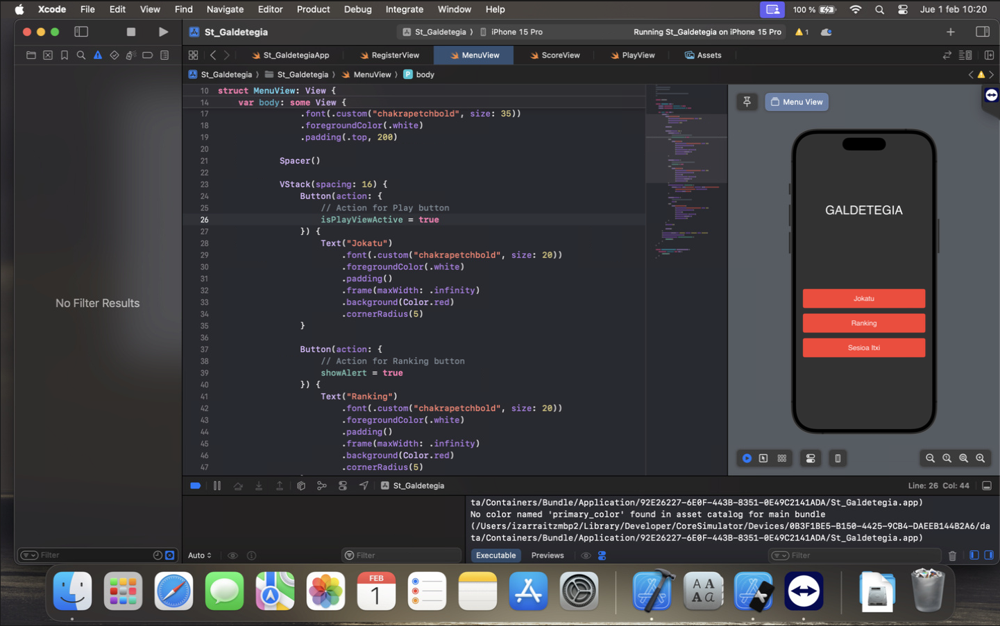 Xcode File Edit View Find Navigate Editor Product Debug Integrate Window Help 100 % Jue 1 feb 10:20
St_Galdetegia St_Galdetegia iPhone 15 Pro Running St_Galdetegia on iPhone 15 Pro 1
St_GaldetegiaApp RegisterView MenuView ScoreView PlayView Assets
St_Galdetegia St_Galdetegia MenuView P body
10 struct MenuView: View {
14 var body: some View {
17 .font(.custom("chakrapetchbold", size: 35))
18 .foregroundColor(.white)
19 .padding(.top, 200)
20
21 Spacer()
22
23 VStack(spacing: 16) {
24 Button(action: {
25 // Action for Play button
26 isPlayViewActive = true
27 }) {
28 Text("Jokatu")
29 .font(.custom("chakrapetchbold", size: 20))
30 .foregroundColor(.white)
31 .padding()
32 .frame(maxWidth: .infinity)
33 .background(Color.red)
34 .cornerRadius(5)
35 }
36
37 Button(action: {
38 // Action for Ranking button
39 showAlert = true
40 }) {
41 Text("Ranking")
42 .font(.custom("chakrapetchbold", size: 20))
43 .foregroundColor(.white)
44 .padding()
45 .frame(maxWidth: .infinity)
46 .background(Color.red)
47 .cornerRadius(5)
No Filter Results
Menu View
GALDETEGIA
Jokatu
Ranking
Sesioa Itxi
St_Galdetegia Line: 26 Col: 44
ta/Containers/Bundle/Application/92E26227-6E0F-443B-8351-0E49C2141ADA/St_Galdetegia.app)
No color named 'primary_color' found in asset catalog for main bundle
(/Users/izarraitzmbp2/Library/Developer/CoreSimulator/Devices/0B3F1BE5-B150-4425-9CB4-DAEEB144B2A6/da
ta/Containers/Bundle/Application/92E26227-6E0F-443B-8351-0E49C2141ADA/St_Galdetegia.app)
Filter Auto Filter Executable Previews Filter
FEB
1
A A
A a